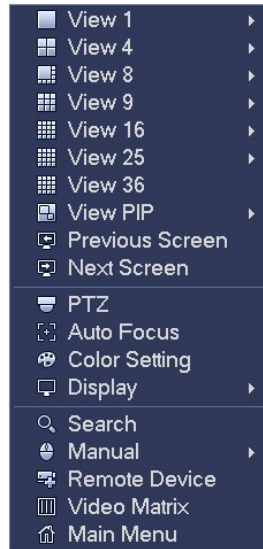 View 1
View 4
View 8
View 9
View 16
View 25
View 36
View PIP
Previous Screen
Next Screen
PTZ
Auto Focus
Color Setting
Display
Search
Manual
Remote Device
Video Matrix
Main Menu